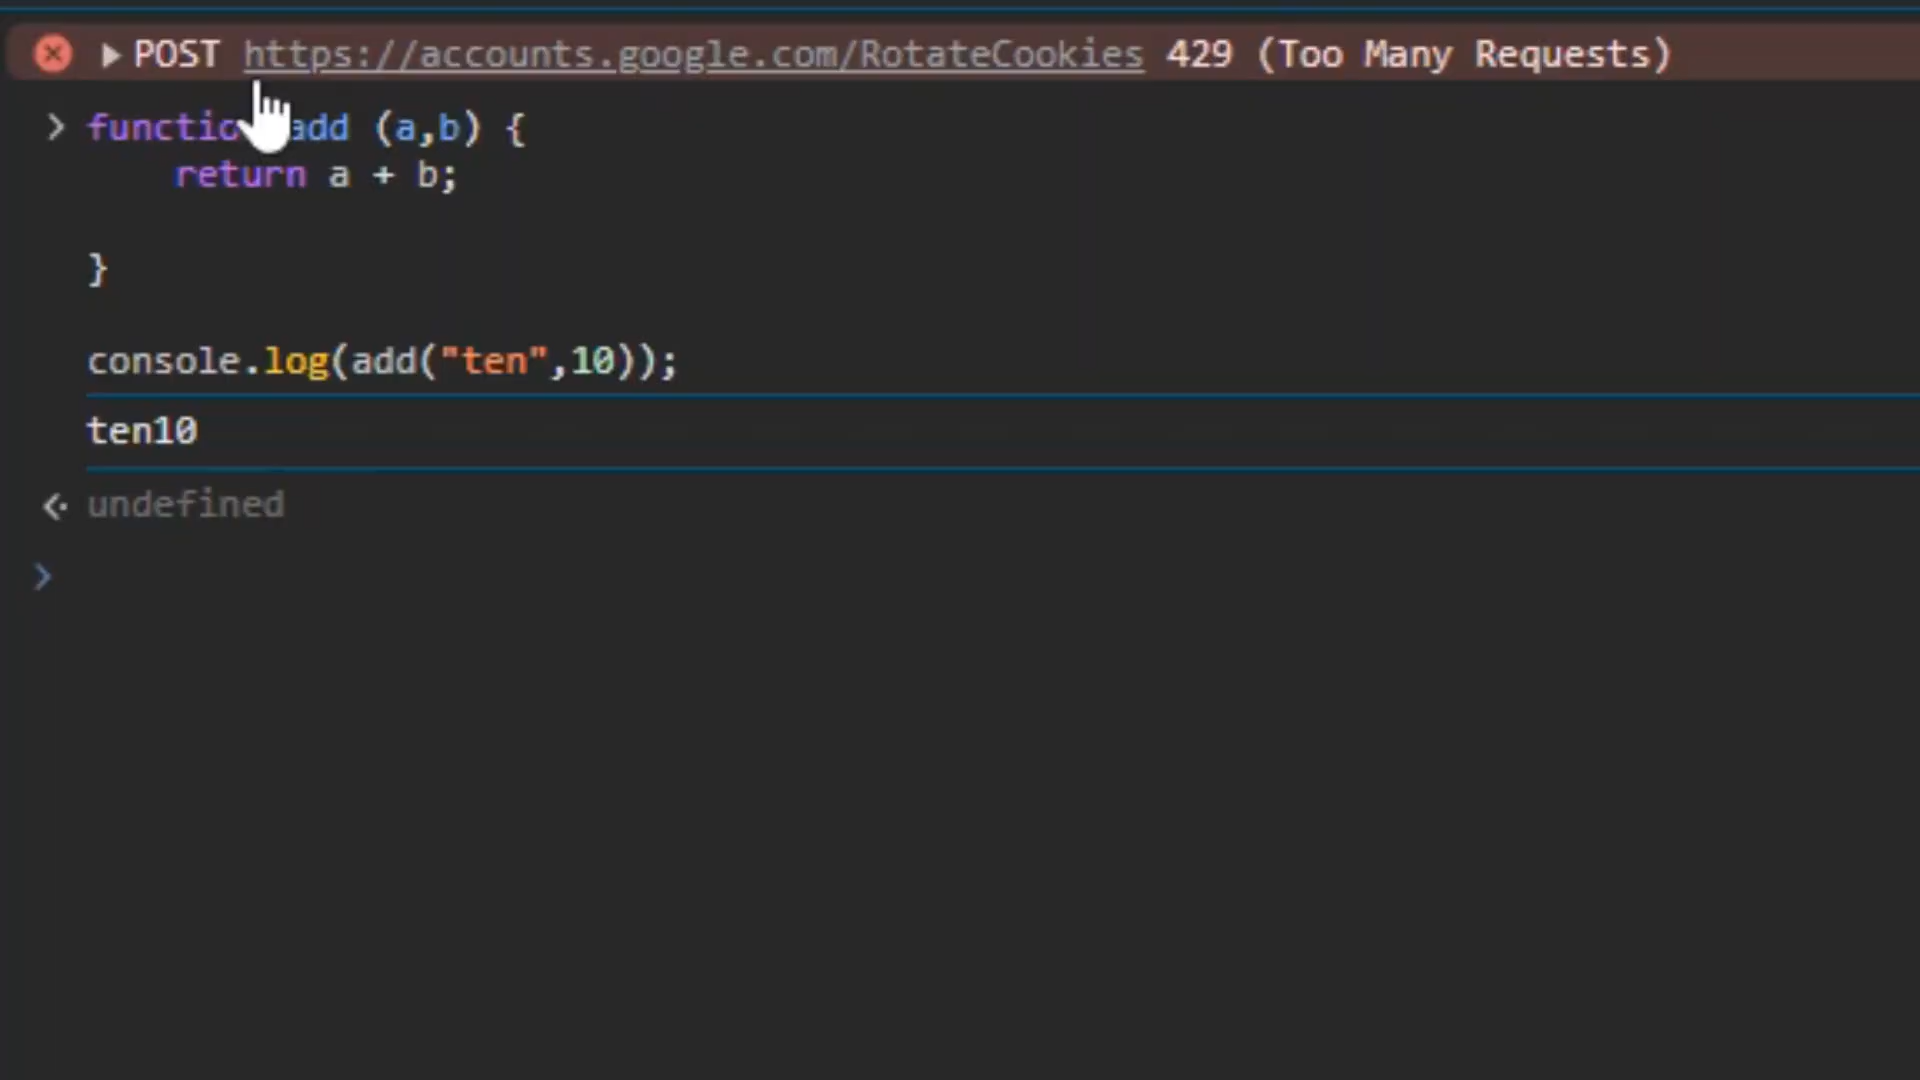 POST https://accounts.google.com/RotateCookies 429 (Too Many Requests)
functio add (a,b) {
return a + b;
}
console.log(add("ten",10));
ten10
undefined